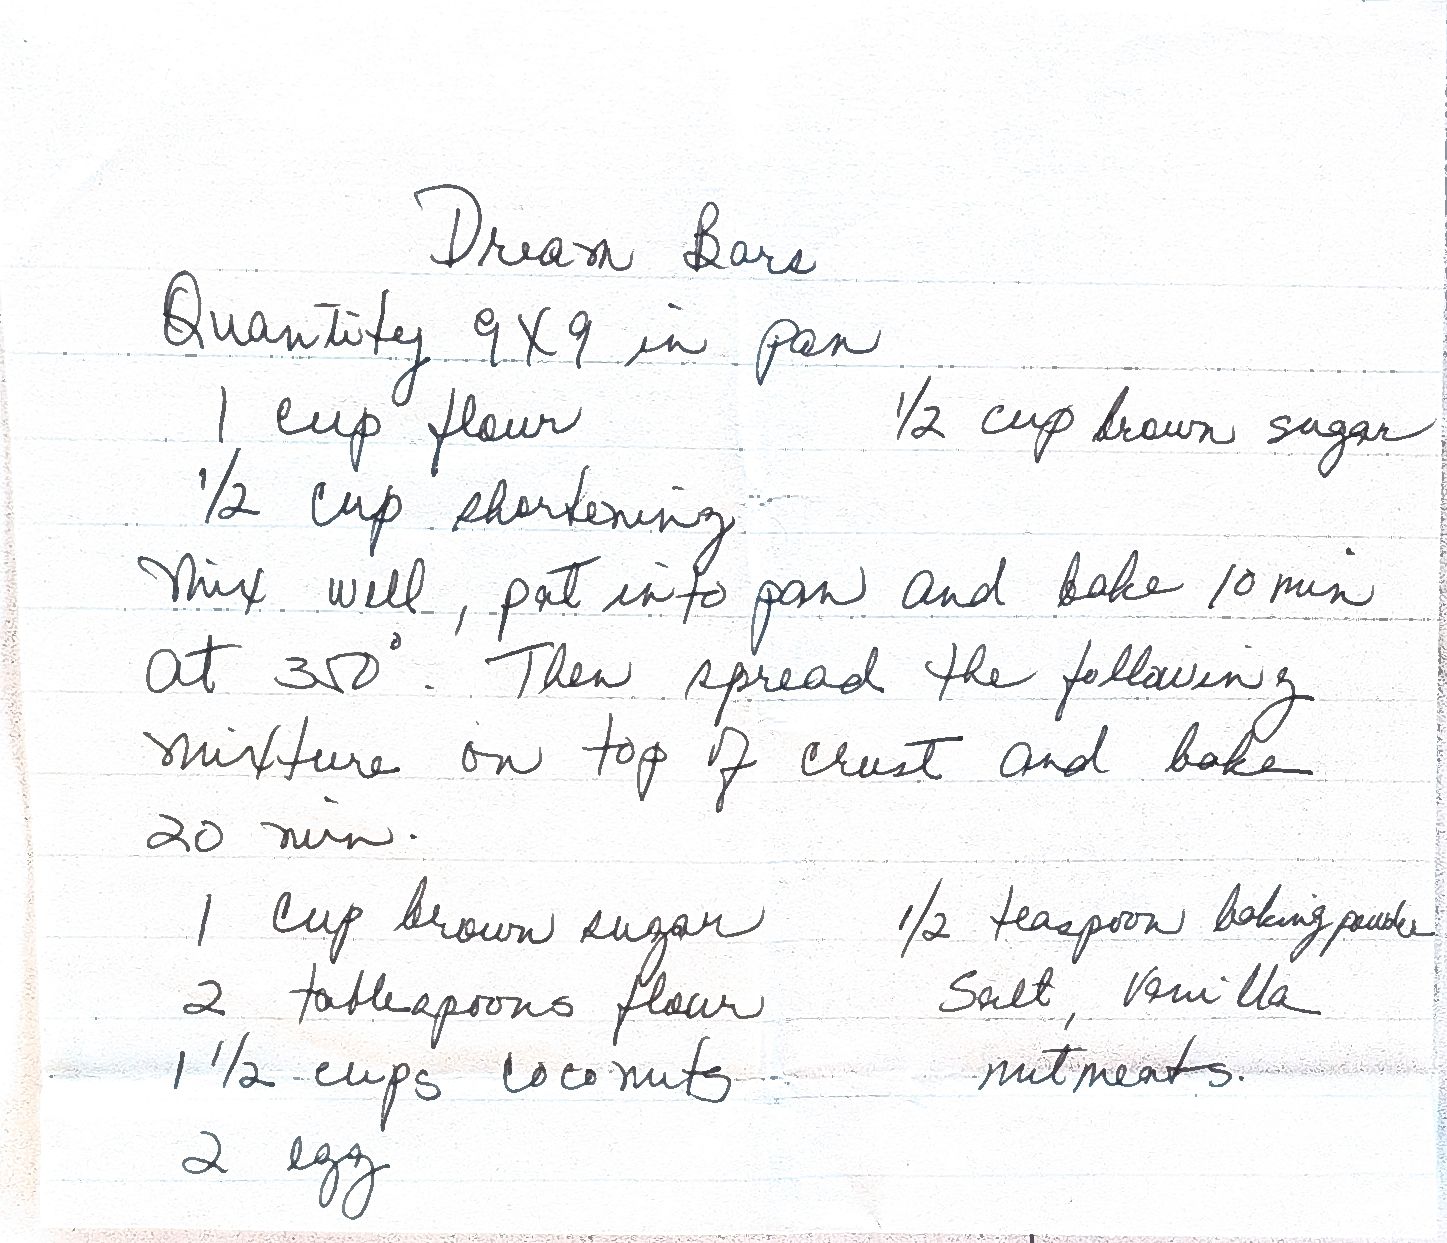 Dream Bars
Quantity 9X9 in pan
1 cup flour 1/2 cup brown sugar
1/2 cup shortening
Mix well, pat into pan and bake 10 min
at 350°. Then spread the following
mixture on top of crust and bake
20 min.
1 cup brown sugar 1/2 teaspoon baking powder
2 tablespoons flour Salt, Vanilla
1 1/2 cups coconuts nutmeats.
2 egg